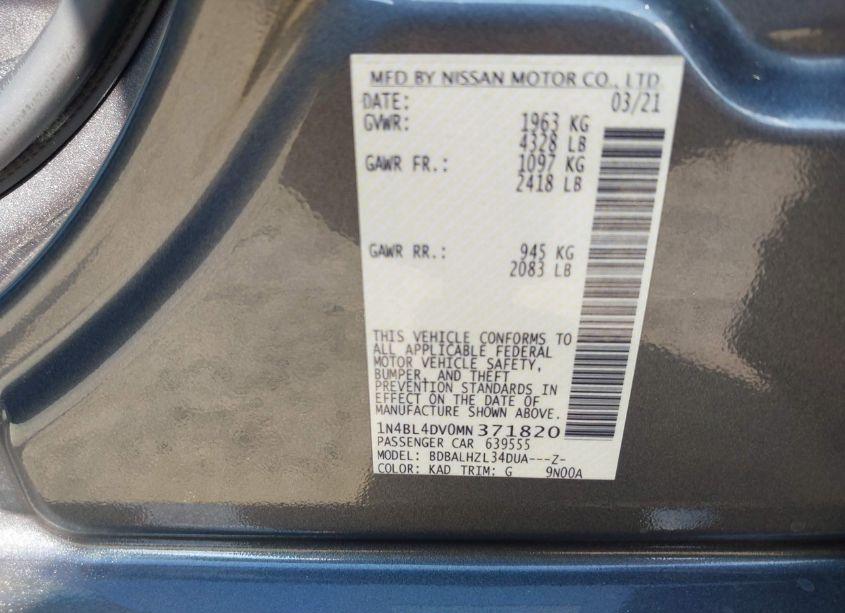 MFD BY NISSAN MOTOR CO., LTD.
DATE: 03/21
GVWR: 1963 KG
4328 LB
GAWR FR.: 1097 KG
2418 LB
GAWR RR.: 945 KG
2083 LB
THIS VEHICLE CONFORMS TO
ALL APPLICABLE FEDERAL
MOTOR VEHICLE SAFETY,
BUMPER, AND THEFT
PREVENTION STANDARDS IN
EFFECT ON THE DATE OF
MANUFACTURE SHOWN ABOVE.
1N4BL4DV0MN371820
PASSENGER CAR 639555
MODEL: BDBALHZL34DUA---Z-
COLOR: KAD TRIM: G 9N00A